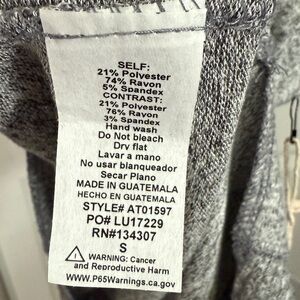 SELF:
21% Polyester
74% Rayon
5% Spandex
CONTRAST:
21% Polyester
76% Rayon
3% Spandex
Hand wash
Do Not bleach
Dry flat
Lavar a mano
No usar blanqueador
Secar Plano
MADE IN GUATEMALA
HECHO EN GUATEMALA
STYLE# AT01597
PO# LU17229
RN#134307
S
WARNING: Cancer
and Reproductive Harm
www.P65Warnings.ca.gov